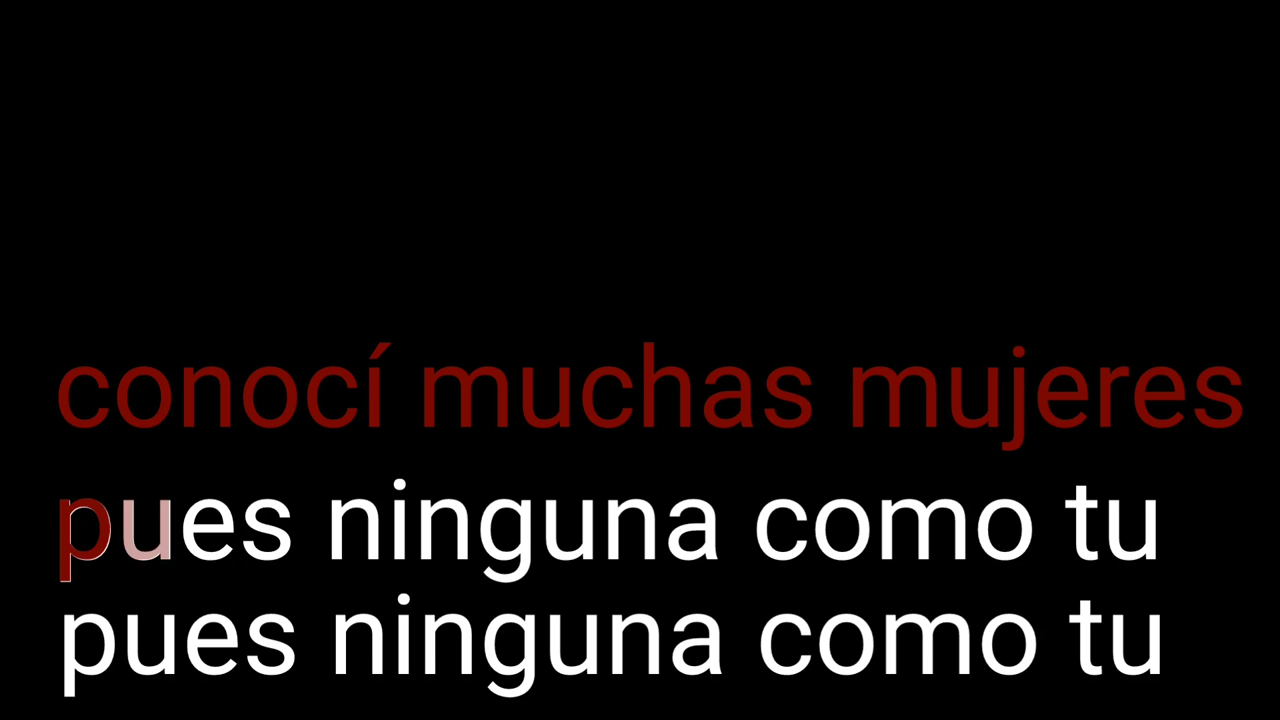 conocí muchas mujeres
pues ninguna como tu
pues ninguna como tu